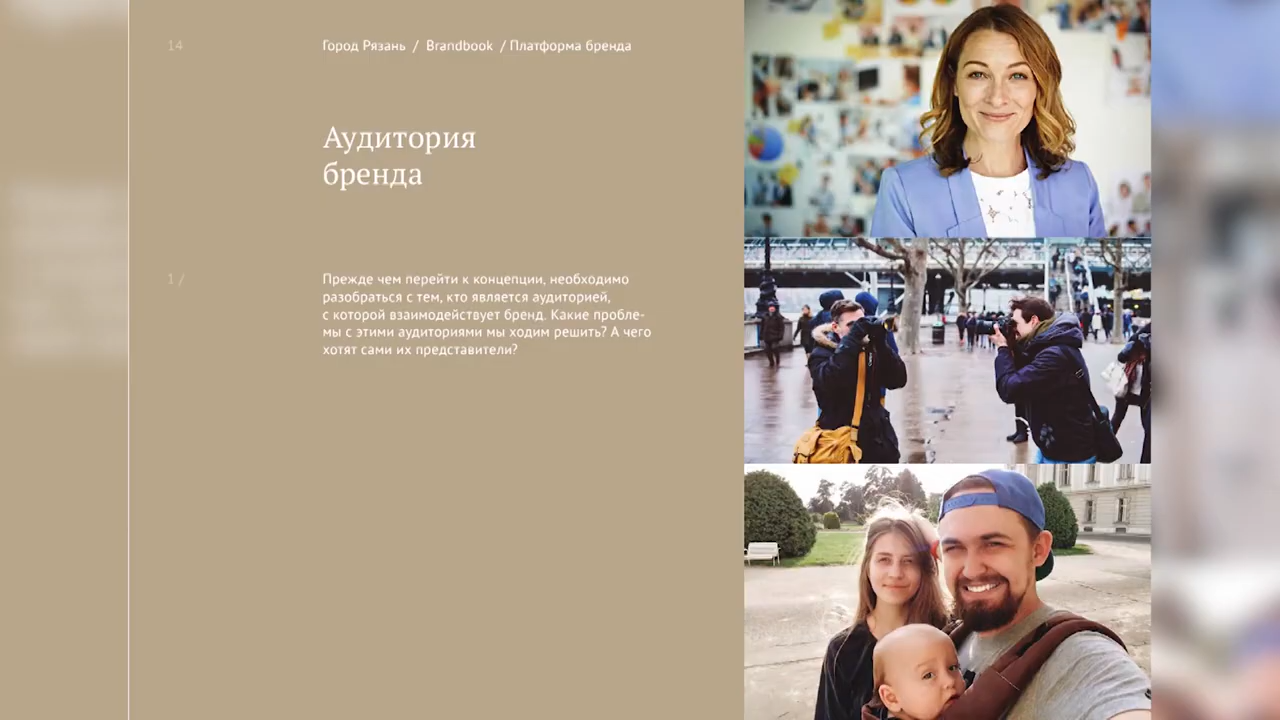 14
Город Рязань / Brandbook / Платформа бренда
Аудитория
бренда
1 /
Прежде чем перейти к концепции, необходимо
разобраться с тем, кто является аудиторией,
с которой взаимодействует бренд. Какие пробле-
мы с этими аудиториями мы ходим решить? А чего
хотят сами их представители?